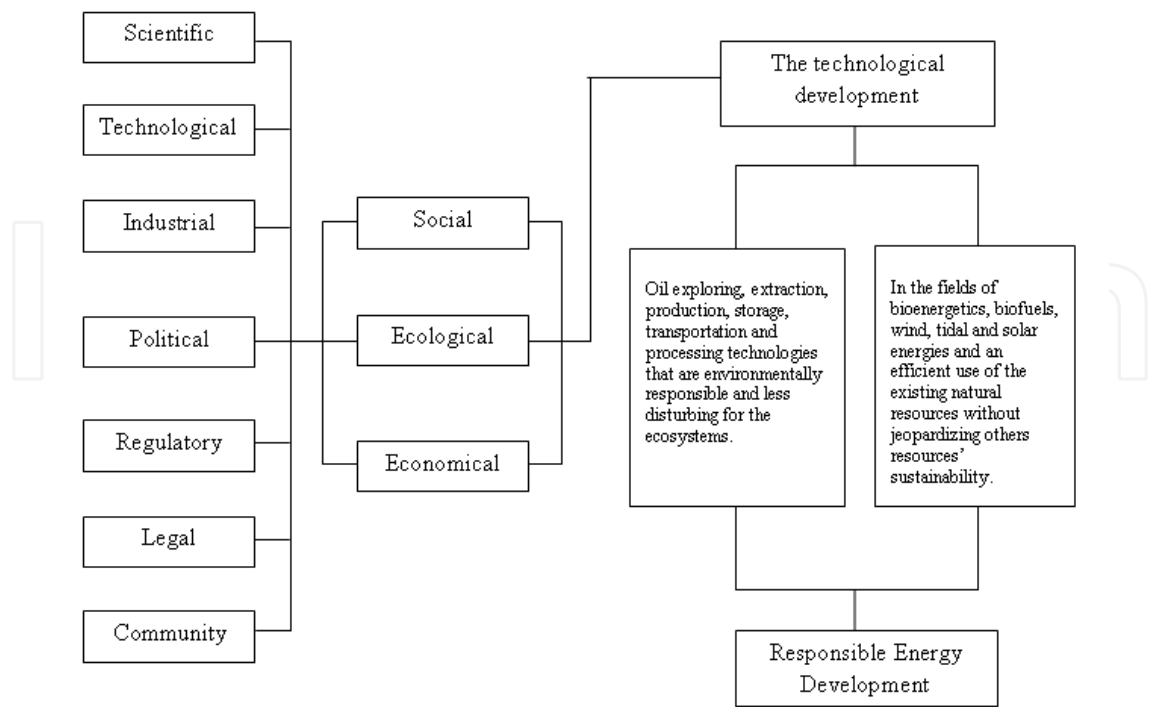 Scientific
Technological
Industrial
Political
Regulatory
Legal
Community
Social
Ecological
Economical
The technological
development
Oil exploring, extraction,
production, storage,
transportation and
processing technologies
that are environmentally
responsible and less
disturbing for the
ecosystems.
In the fields of
bioenergetics, biofuels,
wind, tidal and solar
energies and an
efficient use of the
existing natural
resources without
jeopardizing others
resources’
sustainability.
Responsible Energy
Development